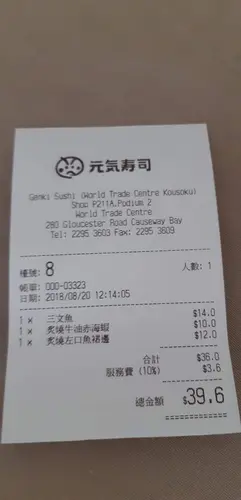 元気寿司
Genki Sushi (World Trade Centre Kousoku)
Shop P211A,Podium 2
World Trade Centre
280 Gloucester Road Causeway Bay
Tel: 2295 3603 Fax: 2295 3609
檯號: 8 人數: 1
帳單: 000-03323
日期: 2018/08/20 12:14:05
1 × 三文魚 $14.0
1 × 炙燒牛油赤海蝦 $10.0
1 × 炙燒左口魚裙邊 $12.0
合計 $36.0
服務費 (10%) $3.6
總金額 $39.6